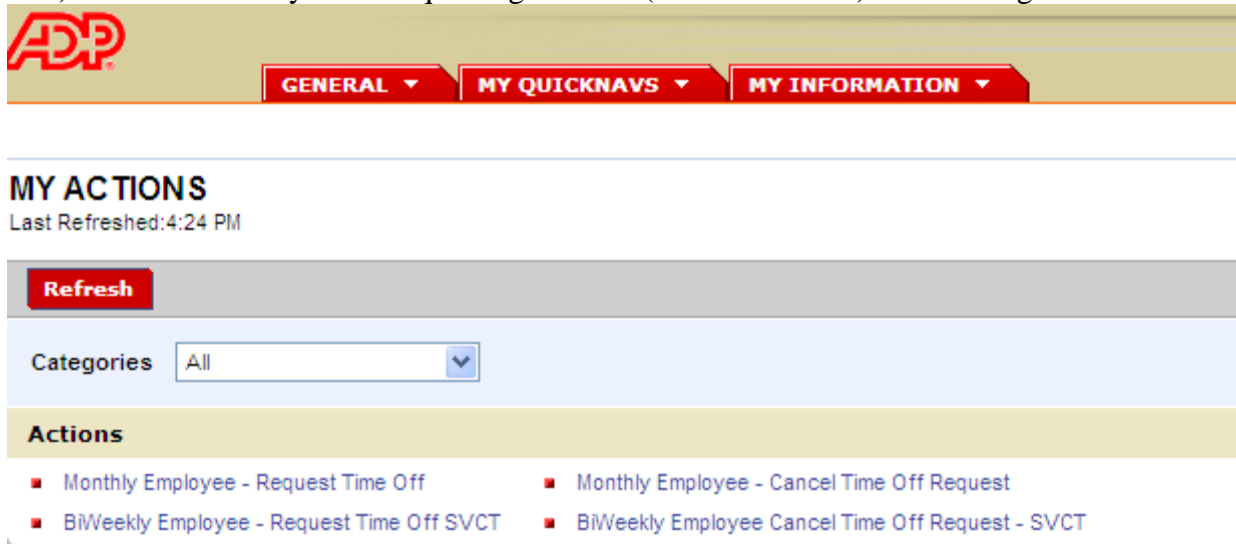 ADP
GENERAL MY QUICKNAVS MY INFORMATION
MY ACTIONS
Last Refreshed:4:24 PM
Refresh
Categories All
Actions
Monthly Employee - Request Time Off Monthly Employee - Cancel Time Off Request
BiWeekly Employee - Request Time Off SVCT BiWeekly Employee Cancel Time Off Request - SVCT